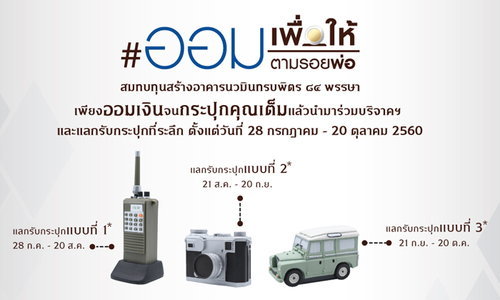 #ออมเพื่อให้
ตามรอยพ่อ
สมทบทุนสร้างอาคารนวมินทรบพิตร ๘๔ พรรษา
เพียงออมเงินจนกระปุกคุณเต็มแล้วนำมาร่วมบริจาคฯ
และแลกรับกระปุกที่ระลึก ตั้งแต่วันที่ 28 กรกฎาคม - 20 ตุลาคม 2560
แลกรับกระปุกแบบที่ 1*
28 ก.ค. - 20 ส.ค.
แลกรับกระปุกแบบที่ 2*
21 ส.ค. - 20 ก.ย.
แลกรับกระปุกแบบที่ 3*
21 ก.ย. - 20 ต.ค.